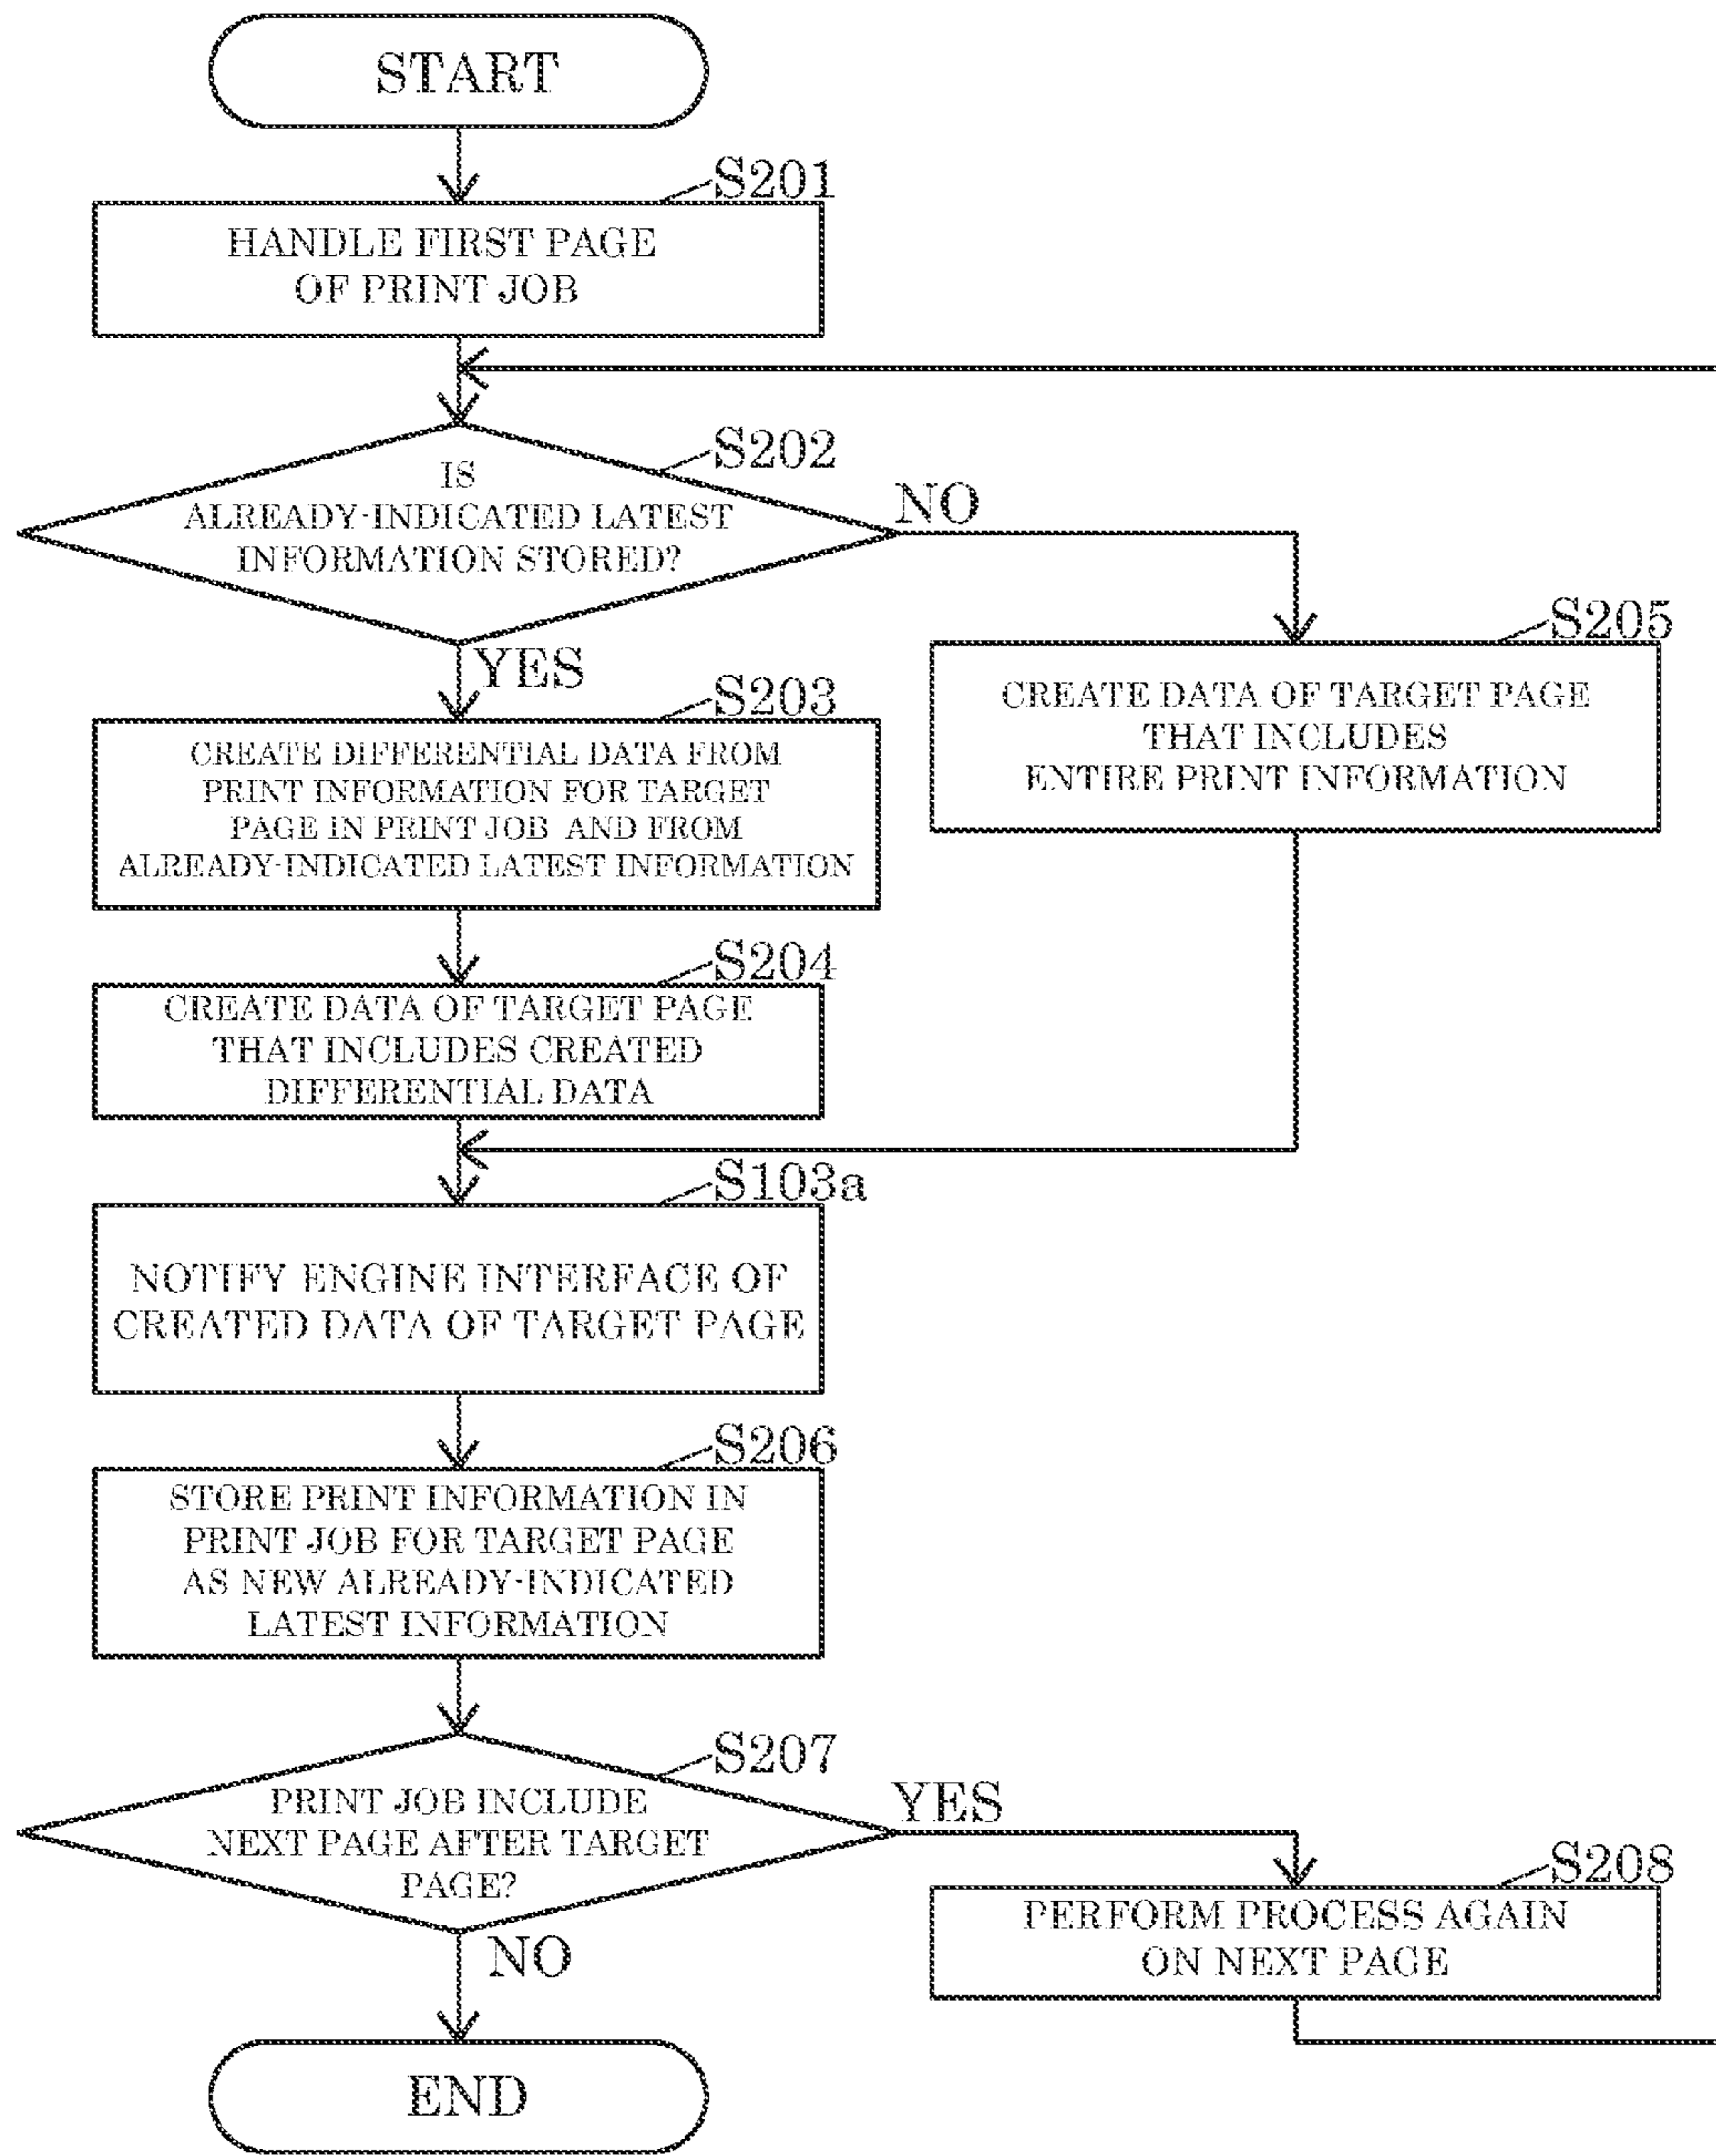 START
S201
HANDLE FIRST PAGE
OF PRINT JOB
S202
IS
ALREADY-INDICATED LATEST
INFORMATION STORED?
NO
YES
S205
CREATE DATA OF TARGET PAGE
THAT INCLUDES
ENTIRE PRINT INFORMATION
S203
CREATE DIFFERENTIAL DATA FROM
PRINT INFORMATION FOR TARGET
PAGE IN PRINT JOB AND FROM
ALREADY-INDICATED LATEST INFORMATION
S204
CREATE DATA OF TARGET PAGE
THAT INCLUDES CREATED
DIFFERENTIAL DATA
S103a
NOTIFY ENGINE INTERFACE OF
CREATED DATA OF TARGET PAGE
S206
STORE PRINT INFORMATION IN
PRINT JOB FOR TARGET PAGE
AS NEW ALREADY-INDICATED
LATEST INFORMATION
S207
PRINT JOB INCLUDE
NEXT PAGE AFTER TARGET
PAGE?
YES
NO
S208
PERFORM PROCESS AGAIN
ON NEXT PAGE
END